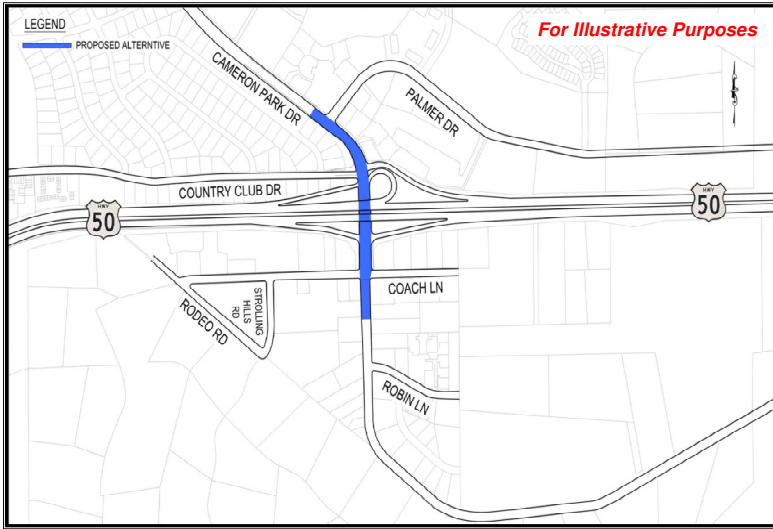 LEGEND
PROPOSED ALTERNTIVE
For Illustrative Purposes
CAMERON PARK DR
PALMER DR
COUNTRY CLUB DR
HWY
50
HWY
50
COACH LN
STROLLING
HILLS
RD
RODEO RD
ROBIN LN